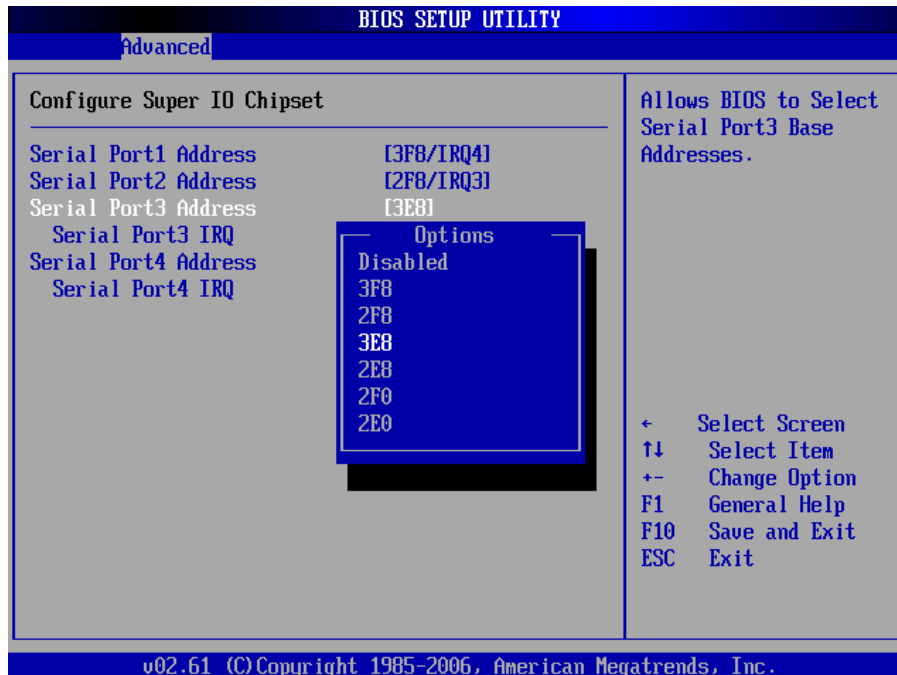 BIOS SETUP UTILITY
Advanced
Configure Super IO Chipset
Serial Port1 Address [3F8/IRQ4]
Serial Port2 Address [2F8/IRQ3]
Serial Port3 Address [3E8]
Serial Port3 IRQ
Serial Port4 Address
Serial Port4 IRQ
Options
Disabled
3F8
2F8
3E8
2E8
2F0
2E0
Allows BIOS to Select
Serial Port3 Base
Addresses.
← Select Screen
↑↓ Select Item
+- Change Option
F1 General Help
F10 Save and Exit
ESC Exit
v02.61 (C)Copyright 1985-2006, American Megatrends, Inc.